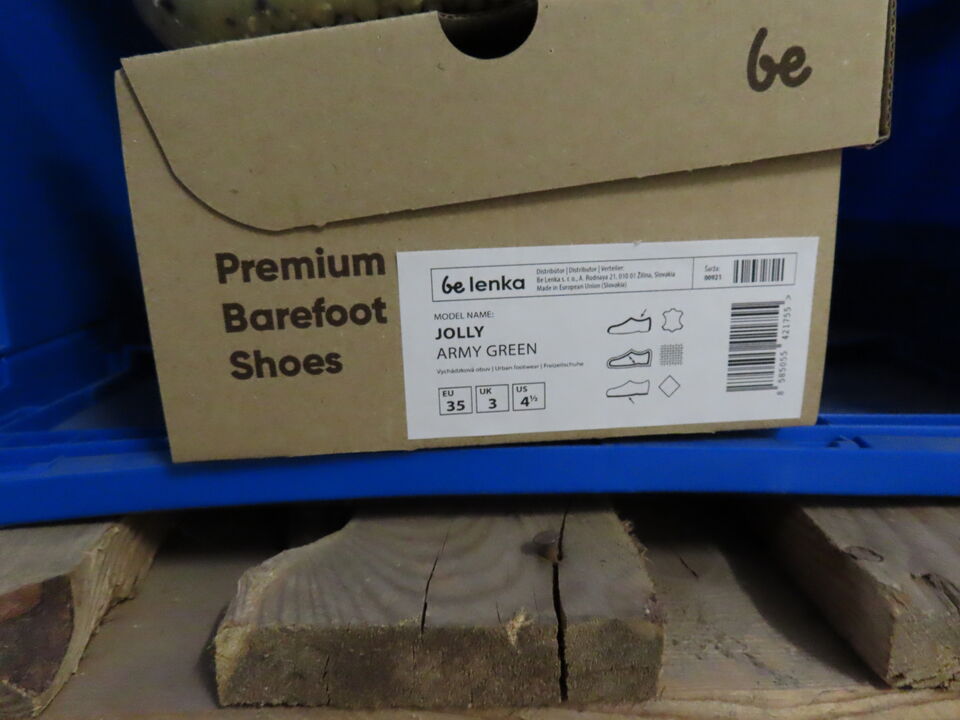 be
Premium
Barefoot
Shoes
be lenka
Distribútor | Distributor | Verteiler:
Be Lenka s. r. o., A. Rudnaya 21, 010 01 Žilina, Slovakia
Made in European Union (Slovakia)
Šarža:
00921
MODEL NAME:
JOLLY
ARMY GREEN
Vychádzková obuv | Urban footwear | Freizeitschuhe
EU
35
UK
3
US
4½
8 585055 421755 >